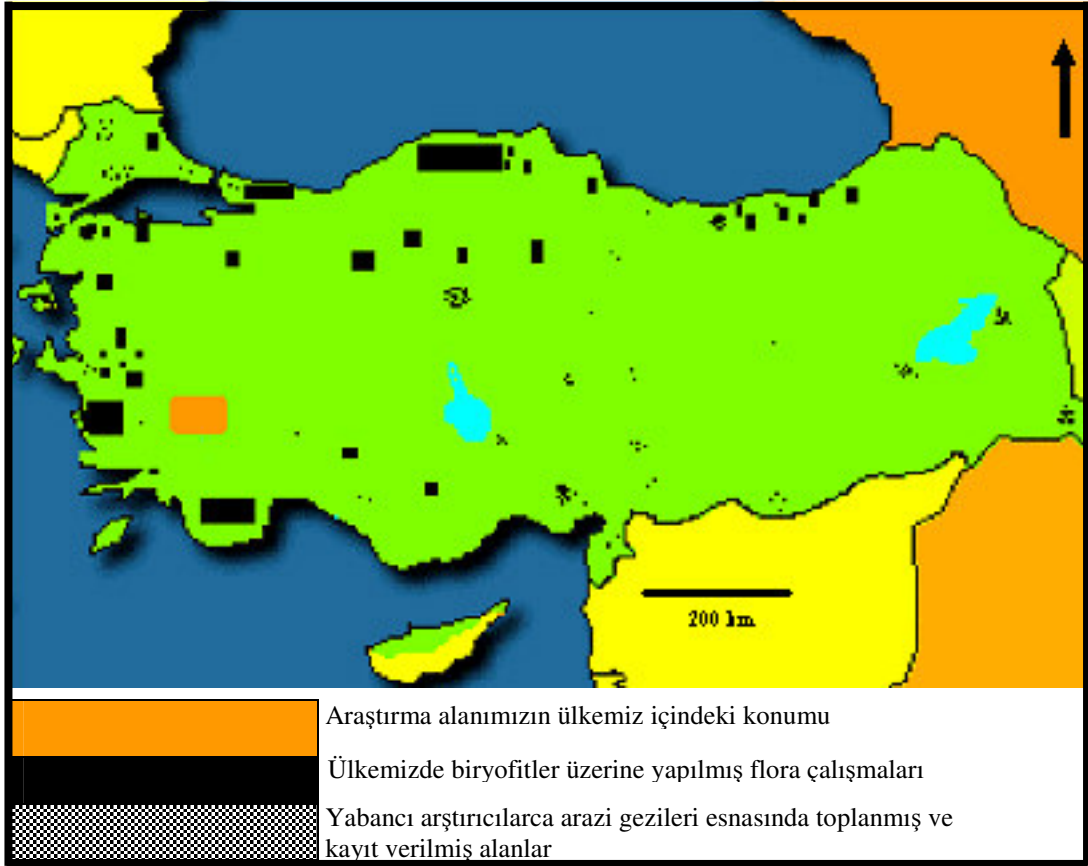 200 km
Araştırma alanımızın ülkemiz içindeki konumu
Ülkemizde biryofitler üzerine yapılmış flora çalışmaları
Yabancı arştırıcılarca arazi gezileri esnasında toplanmış ve
kayıt verilmiş alanlar